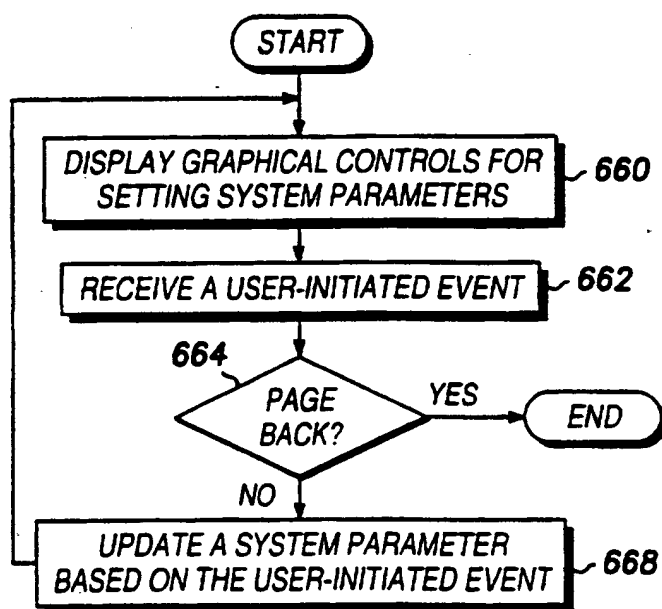 START
DISPLAY GRAPHICAL CONTROLS FOR
SETTING SYSTEM PARAMETERS
660
RECEIVE A USER-INITIATED EVENT
662
664
PAGE
BACK?
YES
END
NO
UPDATE A SYSTEM PARAMETER
BASED ON THE USER-INITIATED EVENT
668